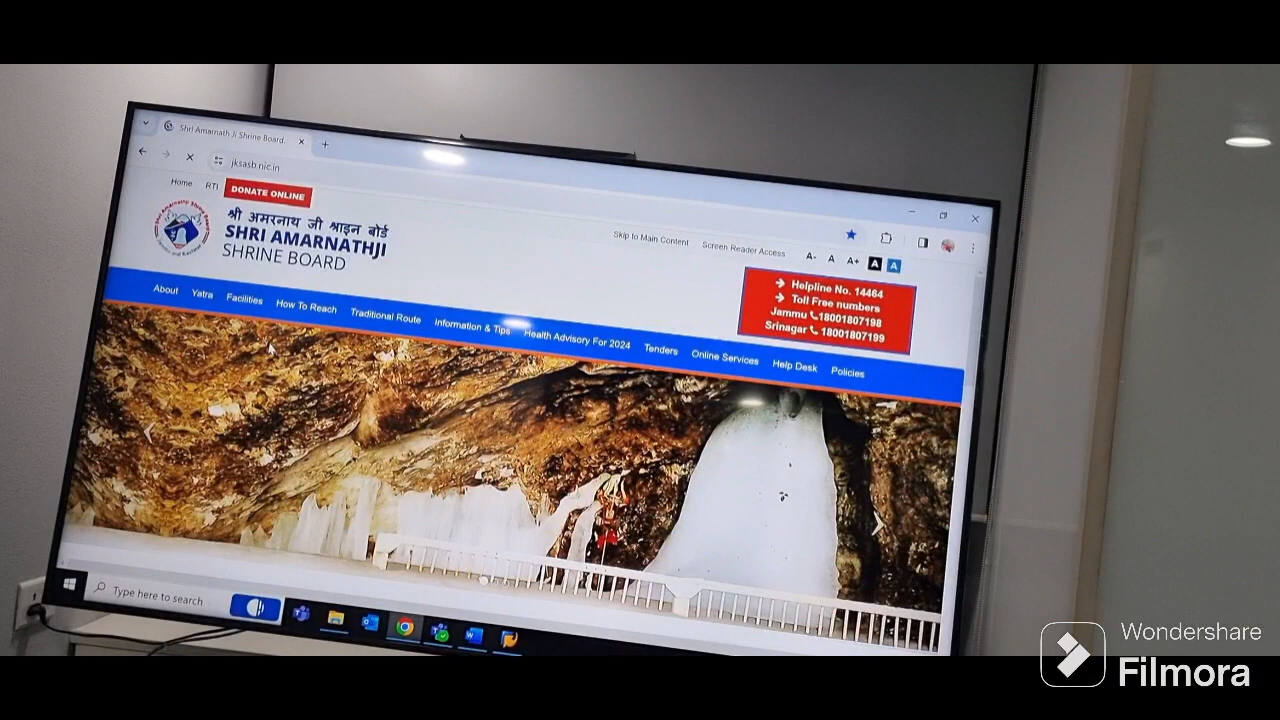 Shri Amarnath Ji Shrine Board.
jksasb.nic.in
Home RTI DONATE ONLINE
श्री अमरनाथ जी श्राइन बोर्ड
SHRI AMARNATHJI
SHRINE BOARD
Skip to Main Content Screen Reader Access A- A A+ A A
Helpline No. 14464
Toll Free numbers
Jammu 18001807198
Srinagar 18001807199
About Yatra Facilities How To Reach Traditional Route Information & Tips Health Advisory For 2024 Tenders Online Services Help Desk Policies
Type here to search
Wondershare
Filmora